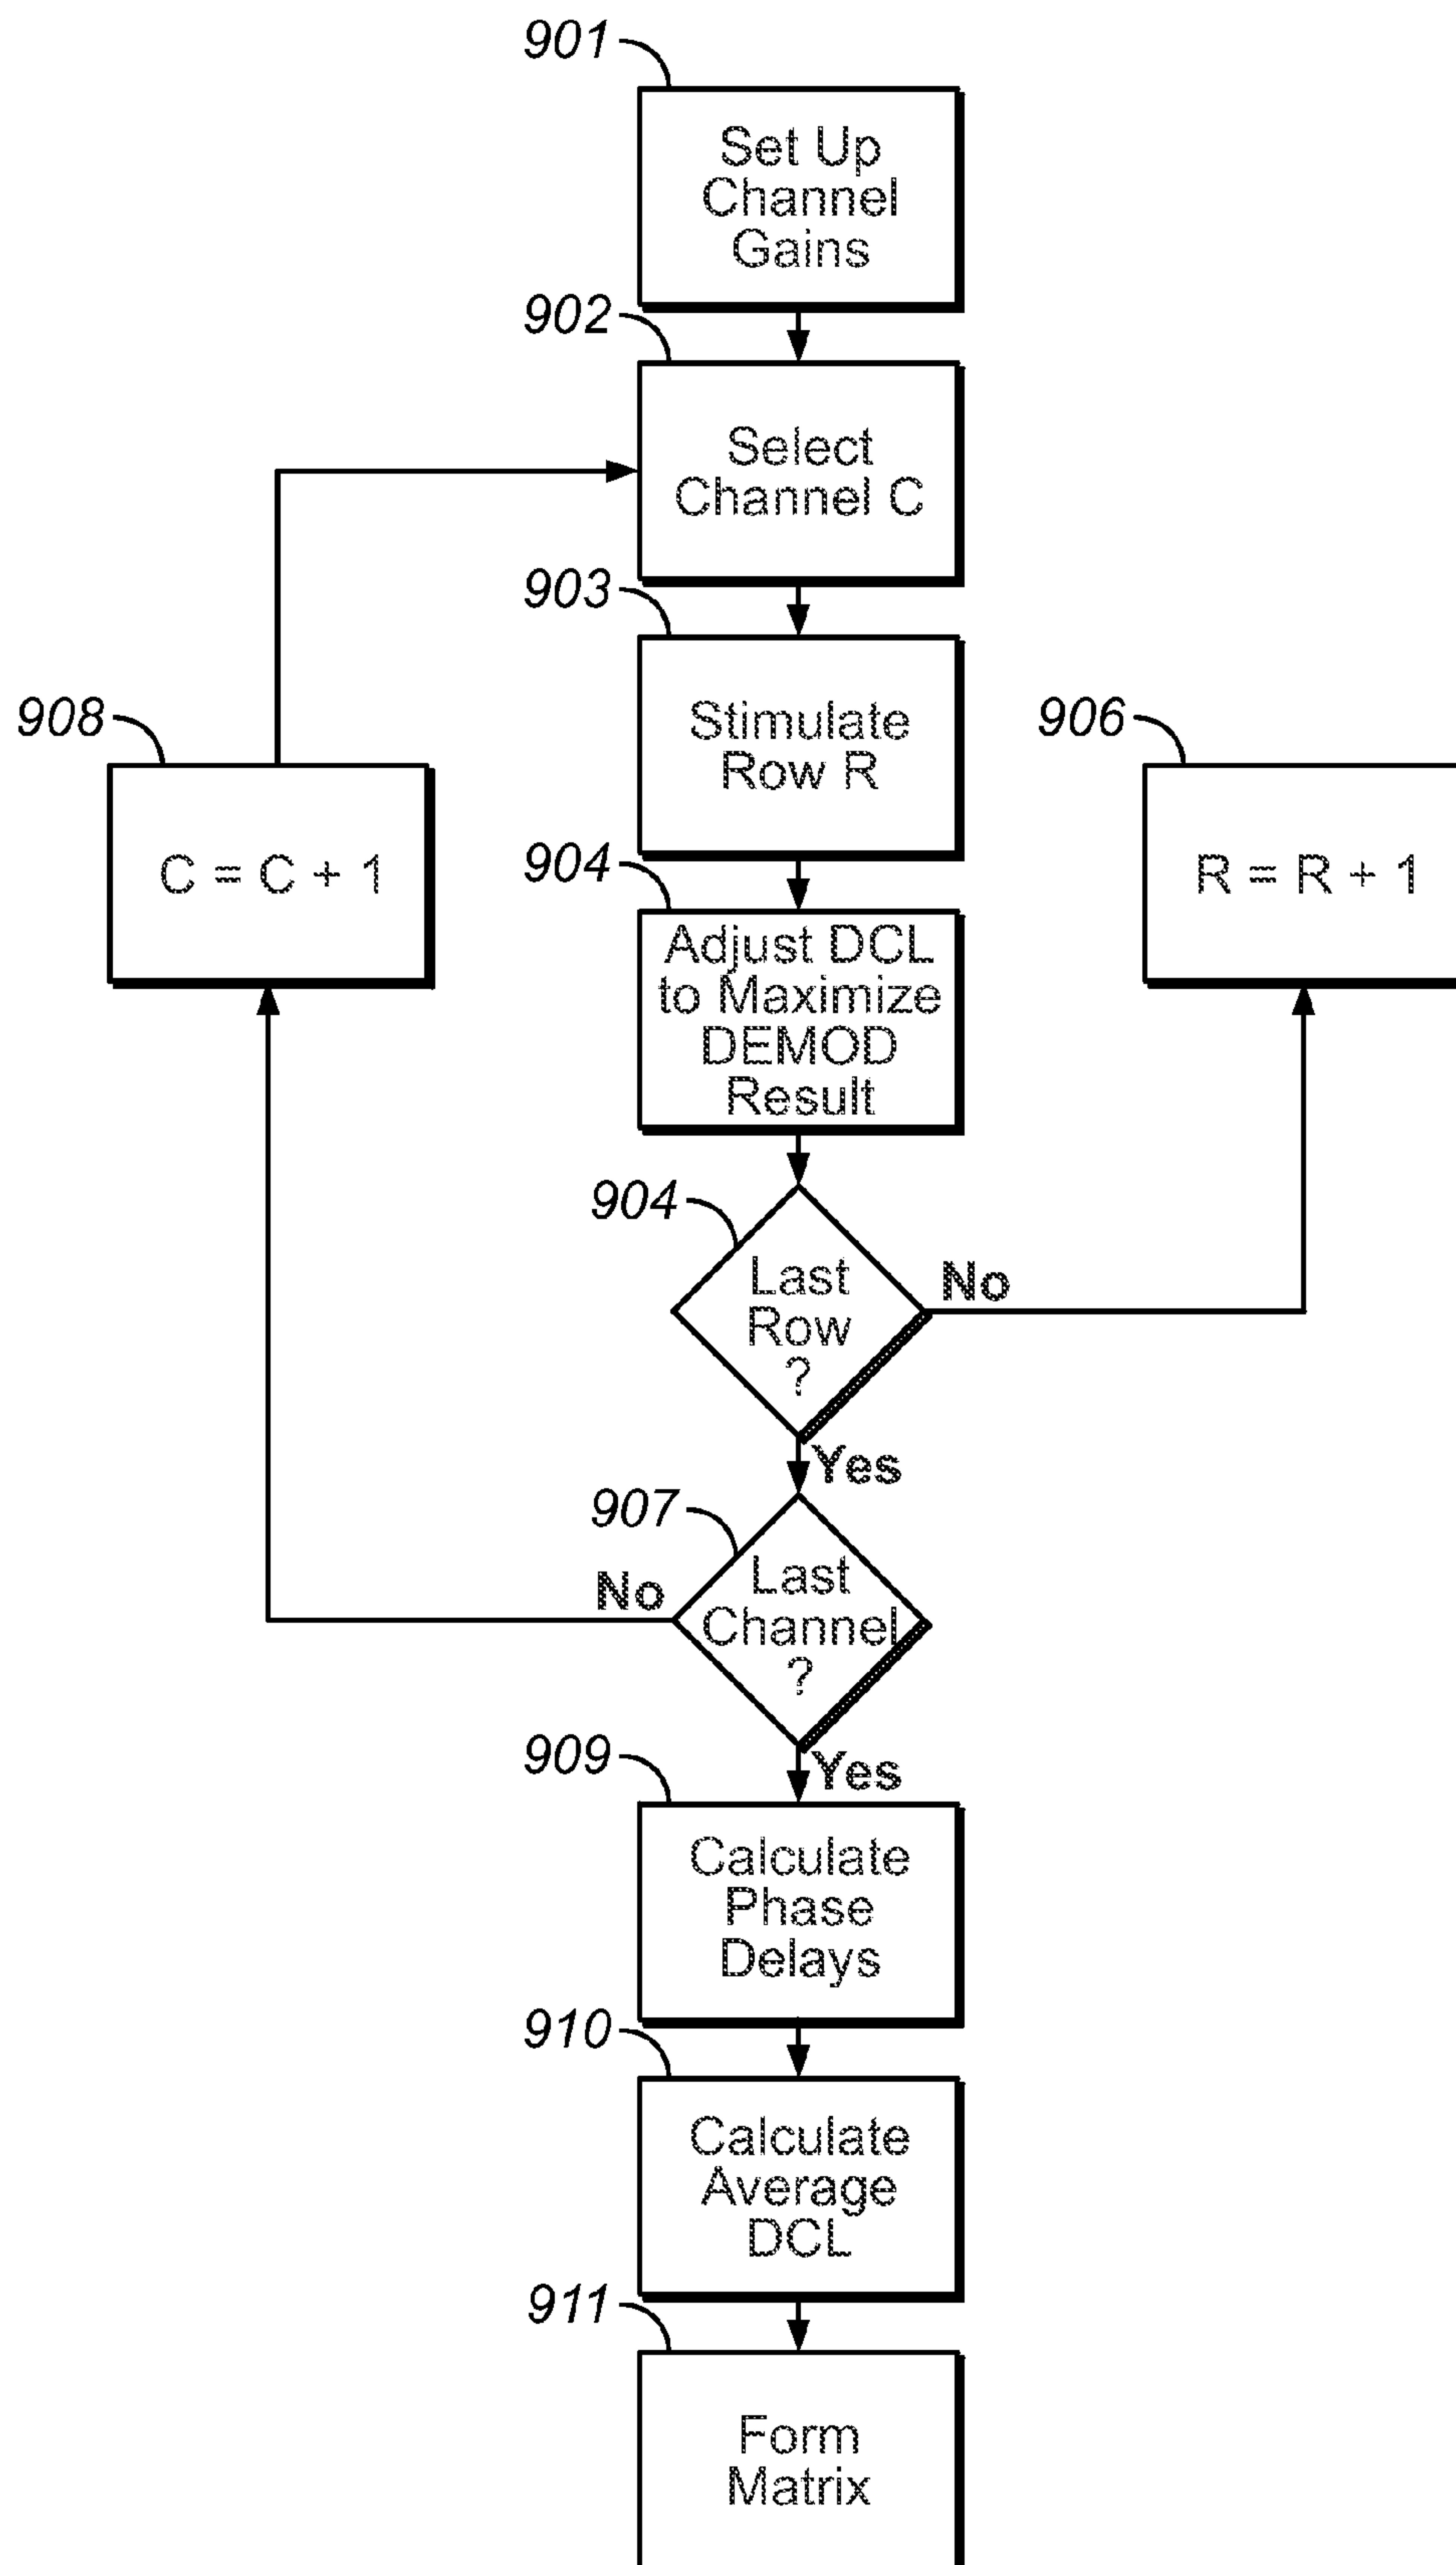 901
Set Up
Channel
Gains
902
Select
Channel C
903
Stimulate
Row R
908
C = C + 1
906
R = R + 1
904
Adjust DCL
to Maximize
DEMOD
Result
904
Last
Row
?
No
Yes
907
Last
Channel
?
No
Yes
909
Calculate
Phase
Delays
910
Calculate
Average
DCL
911
Form
Matrix